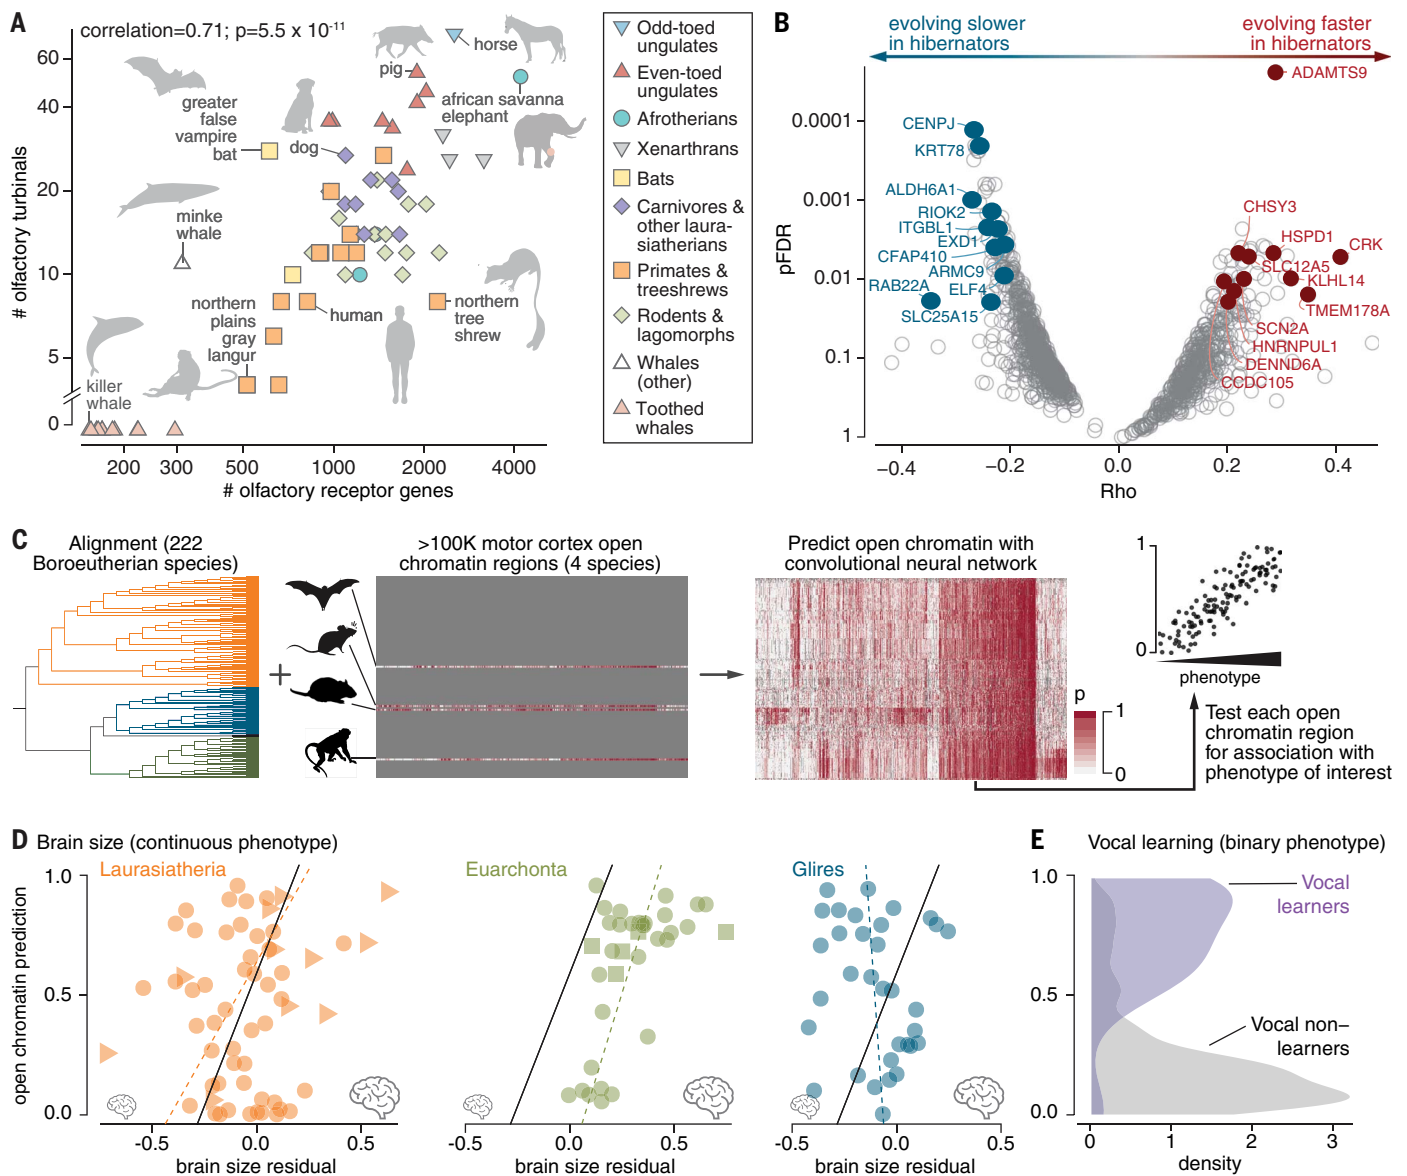 A
correlation=0.71; p=5.5 x 10⁻¹¹
# olfactory turbinals
60
40
20
10
5
0
horse
pig
african savanna
elephant
greater
false
vampire
bat
dog
minke
whale
northern
plains
gray
langur
human
northern
tree
shrew
killer
whale
200
300
500
1000
2000
4000
# olfactory receptor genes
Odd-toed
ungulates
Even-toed
ungulates
Afrotherians
Xenarthrans
Bats
Carnivores &
other laura-
siatherians
Primates &
treeshrews
Rodents &
lagomorphs
Whales
(other)
Toothed
whales
B
evolving slower
in hibernators
evolving faster
in hibernators
pFDR
0.0001
0.001
0.01
0.1
1
ADAMTS9
CENPJ
KRT78
ALDH6A1
RIOK2
ITGBL1
EXD1
CFAP410
ARMC9
RAB22A
ELF4
SLC25A15
CHSY3
HSPD1
CRK
SLC12A5
KLHL14
TMEM178A
SCN2A
HNRNPUL1
DENND6A
CCDC105
−0.4
−0.2
0.0
0.2
0.4
Rho
C
Alignment (222
Boroeutherian species)
>100K motor cortex open
chromatin regions (4 species)
Predict open chromatin with
convolutional neural network
p
1
0
1
0
phenotype
Test each open
chromatin region
for association with
phenotype of interest
D
Brain size (continuous phenotype)
open chromatin prediction
1.0
0.5
0.0
Laurasiatheria
-0.5
0.0
0.5
brain size residual
Euarchonta
-0.5
0.0
0.5
brain size residual
Glires
-0.5
0.0
0.5
brain size residual
E
Vocal learning (binary phenotype)
1.0
0.5
0.0
Vocal
learners
Vocal non–
learners
0
1
2
3
density